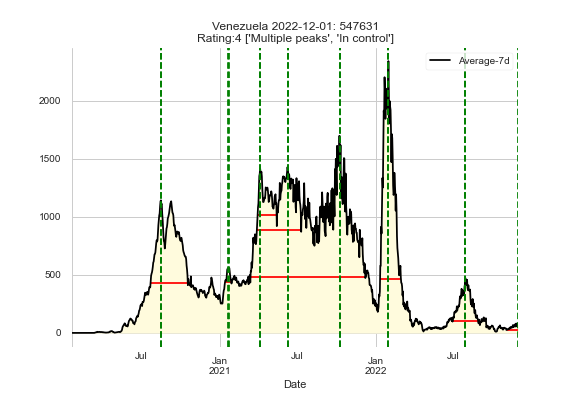 Venezuela 2022-12-01: 547631
Rating:4 ['Multiple peaks', 'In control']
Average-7d
2000
1500
1000
500
0
Jul
Jan
2021
Jul
Jan
2022
Jul
Date